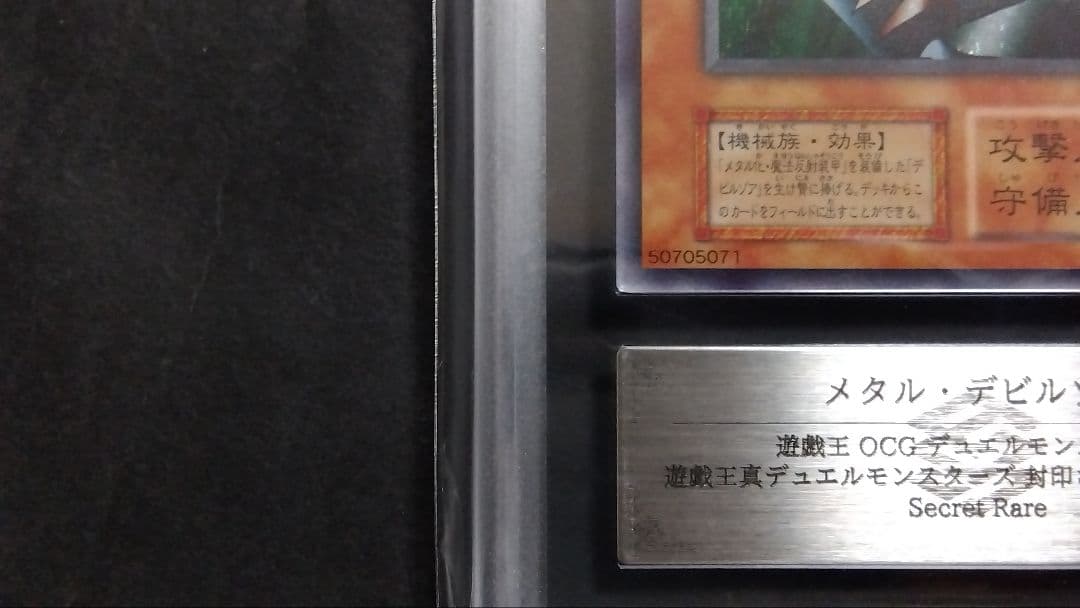 【機械族・効果】
「メタル化・魔法反射装甲」を装備した「デ
ビルゾア」を生け贄に捧げる。デッキからこ
のカードをフィールドに出すことができる。
攻撃
守備
50705071
メタル・デビルゾ
遊戯王 OCG デュエルモン
遊戯王真デュエルモンスターズ 封印
Secret Rare